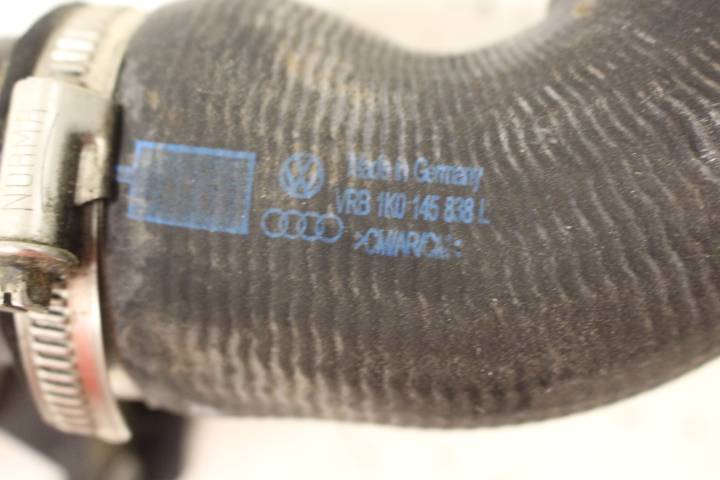 NORMA
Made in Germany
VRB 1K0 145 838 L